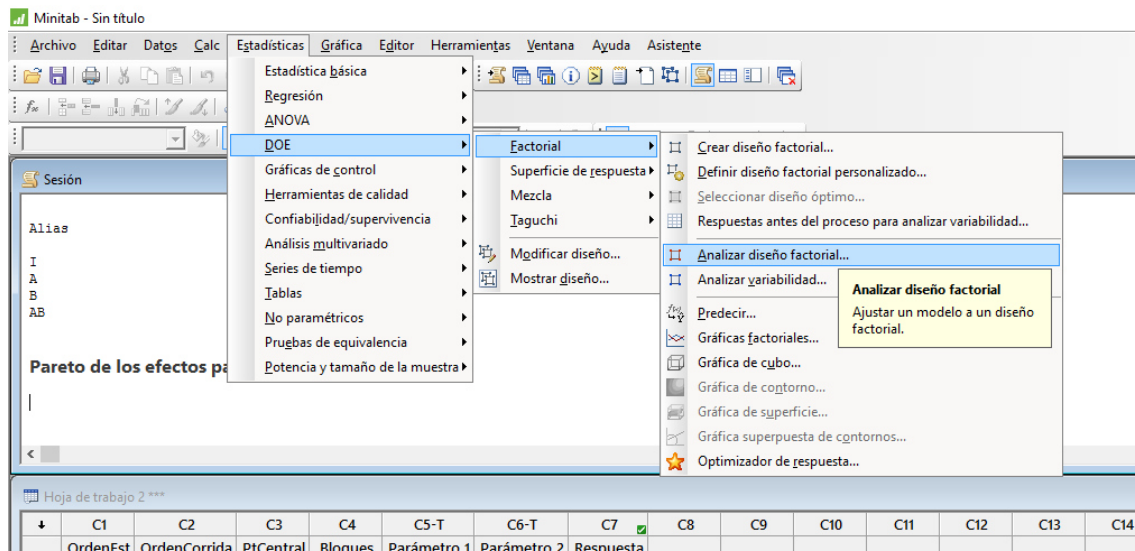 Minitab - Sin título
Archivo Editar Datos Calc Estadísticas Gráfica Editor Herramientas Ventana Ayuda Asistente
Estadística básica
Regresión
ANOVA
DOE
Gráficas de control
Herramientas de calidad
Confiabilidad/supervivencia
Análisis multivariado
Series de tiempo
Tablas
No paramétricos
Pruebas de equivalencia
Potencia y tamaño de la muestra
Factorial
Superficie de respuesta
Mezcla
Taguchi
Modificar diseño...
Mostrar diseño...
Crear diseño factorial...
Definir diseño factorial personalizado...
Seleccionar diseño óptimo...
Respuestas antes del proceso para analizar variabilidad...
Analizar diseño factorial...
Analizar variabilidad...
Predecir...
Gráficas factoriales...
Gráfica de cubo...
Gráfica de contorno...
Gráfica de superficie...
Gráfica superpuesta de contornos...
Optimizador de respuesta...
Analizar diseño factorial
Ajustar un modelo a un diseño
factorial.
Sesión
Alias
I
A
B
AB
Pareto de los efectos pa
Hoja de trabajo 2 ***
C1 C2 C3 C4 C5-T C6-T C7 C8 C9 C10 C11 C12 C13 C14
OrdenEst OrdenCorrida PtCentral Bloques Parámetro 1 Parámetro 2 Respuesta